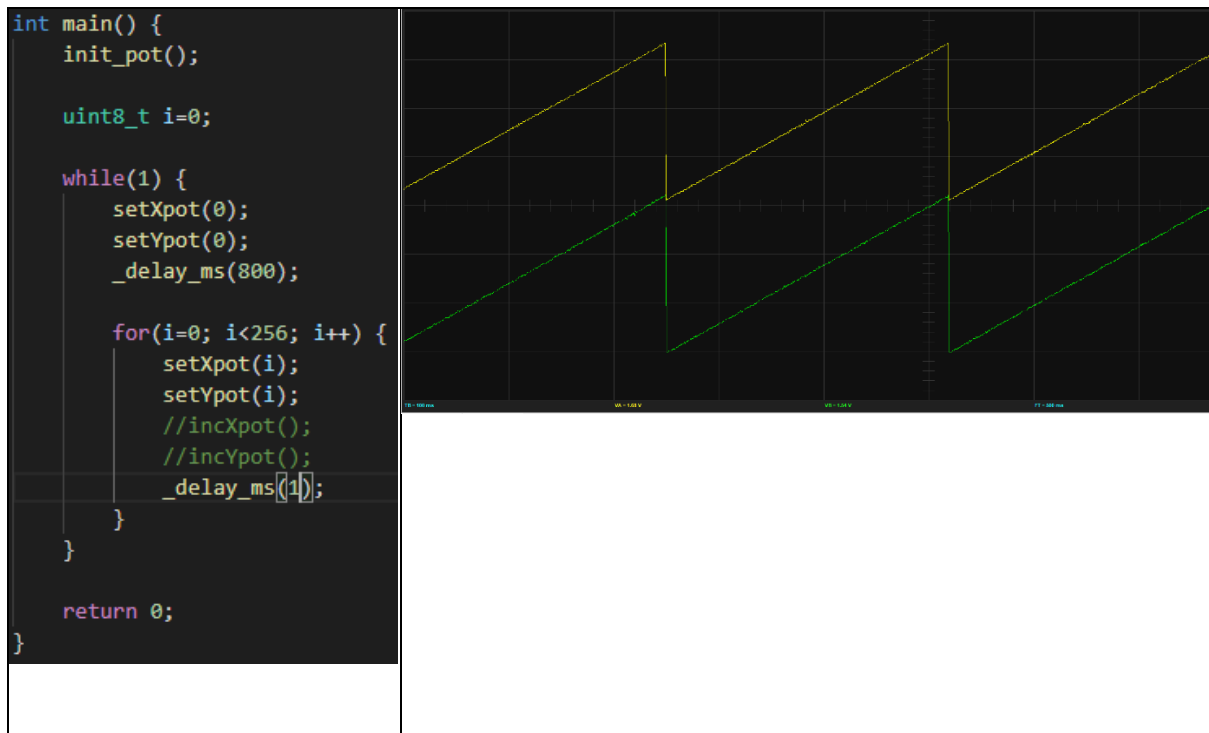 int main() {
    init_pot();
    uint8_t i=0;
    while(1) {
        setXpot(0);
        setYpot(0);
        _delay_ms(800);
        for(i=0; i<256; i++) {
            setXpot(i);
            setYpot(i);
            //incXpot();
            //incYpot();
            _delay_ms(1);
        }
    }
    return 0;
}